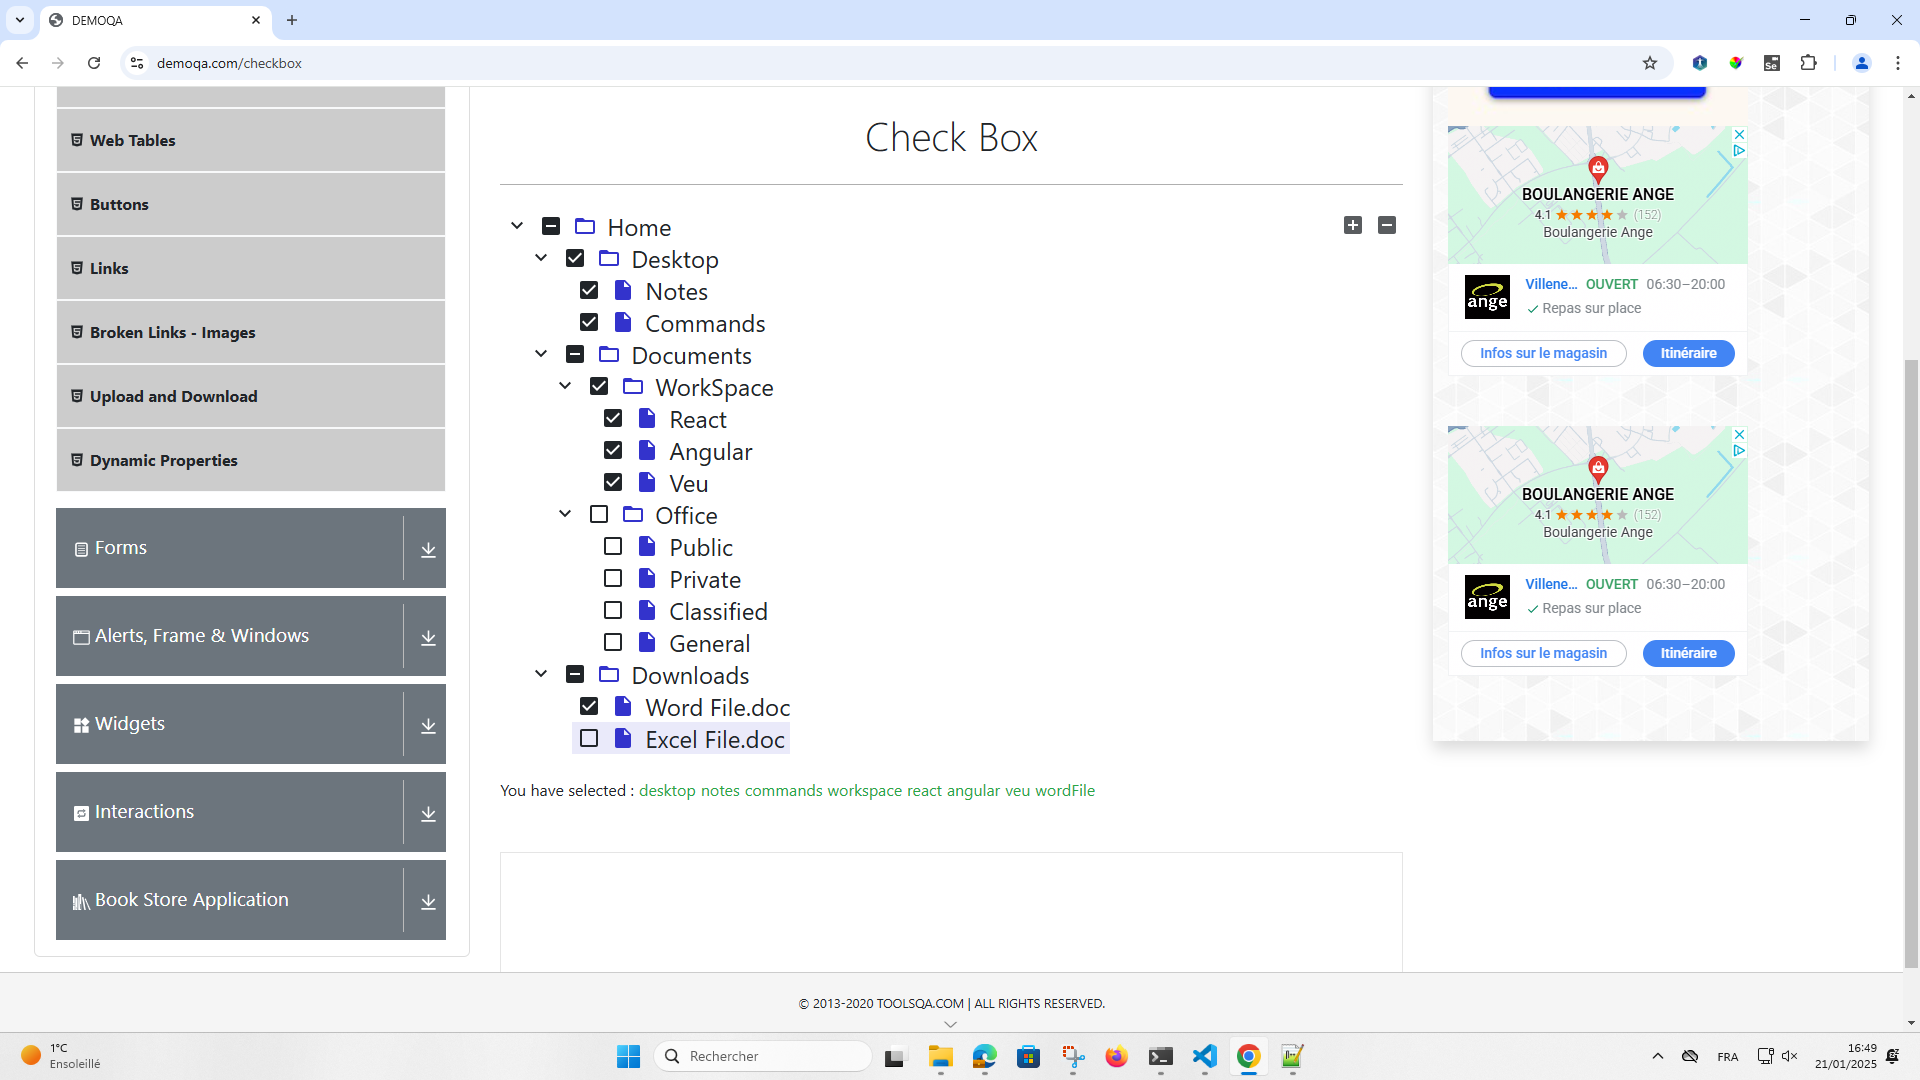 DEMOQA
demoqa.com/checkbox
Se
Web Tables
Buttons
Links
Broken Links - Images
Upload and Download
Dynamic Properties
Forms
Alerts, Frame & Windows
Widgets
Interactions
Book Store Application
Check Box
Home
Desktop
Notes
Commands
Documents
WorkSpace
React
Angular
Veu
Office
Public
Private
Classified
General
Downloads
Word File.doc
Excel File.doc
You have selected : desktop notes commands workspace react angular veu wordFile
BOULANGERIE ANGE
4.1 (152)
Boulangerie Ange
ange
Villene... OUVERT 06:30–20:00
Repas sur place
Infos sur le magasin Itinéraire
BOULANGERIE ANGE
4.1 (152)
Boulangerie Ange
ange
Villene... OUVERT 06:30–20:00
Repas sur place
Infos sur le magasin Itinéraire
© 2013-2020 TOOLSQA.COM | ALL RIGHTS RESERVED.
1°C
Ensoleillé
Rechercher
FRA
16:49
21/01/2025